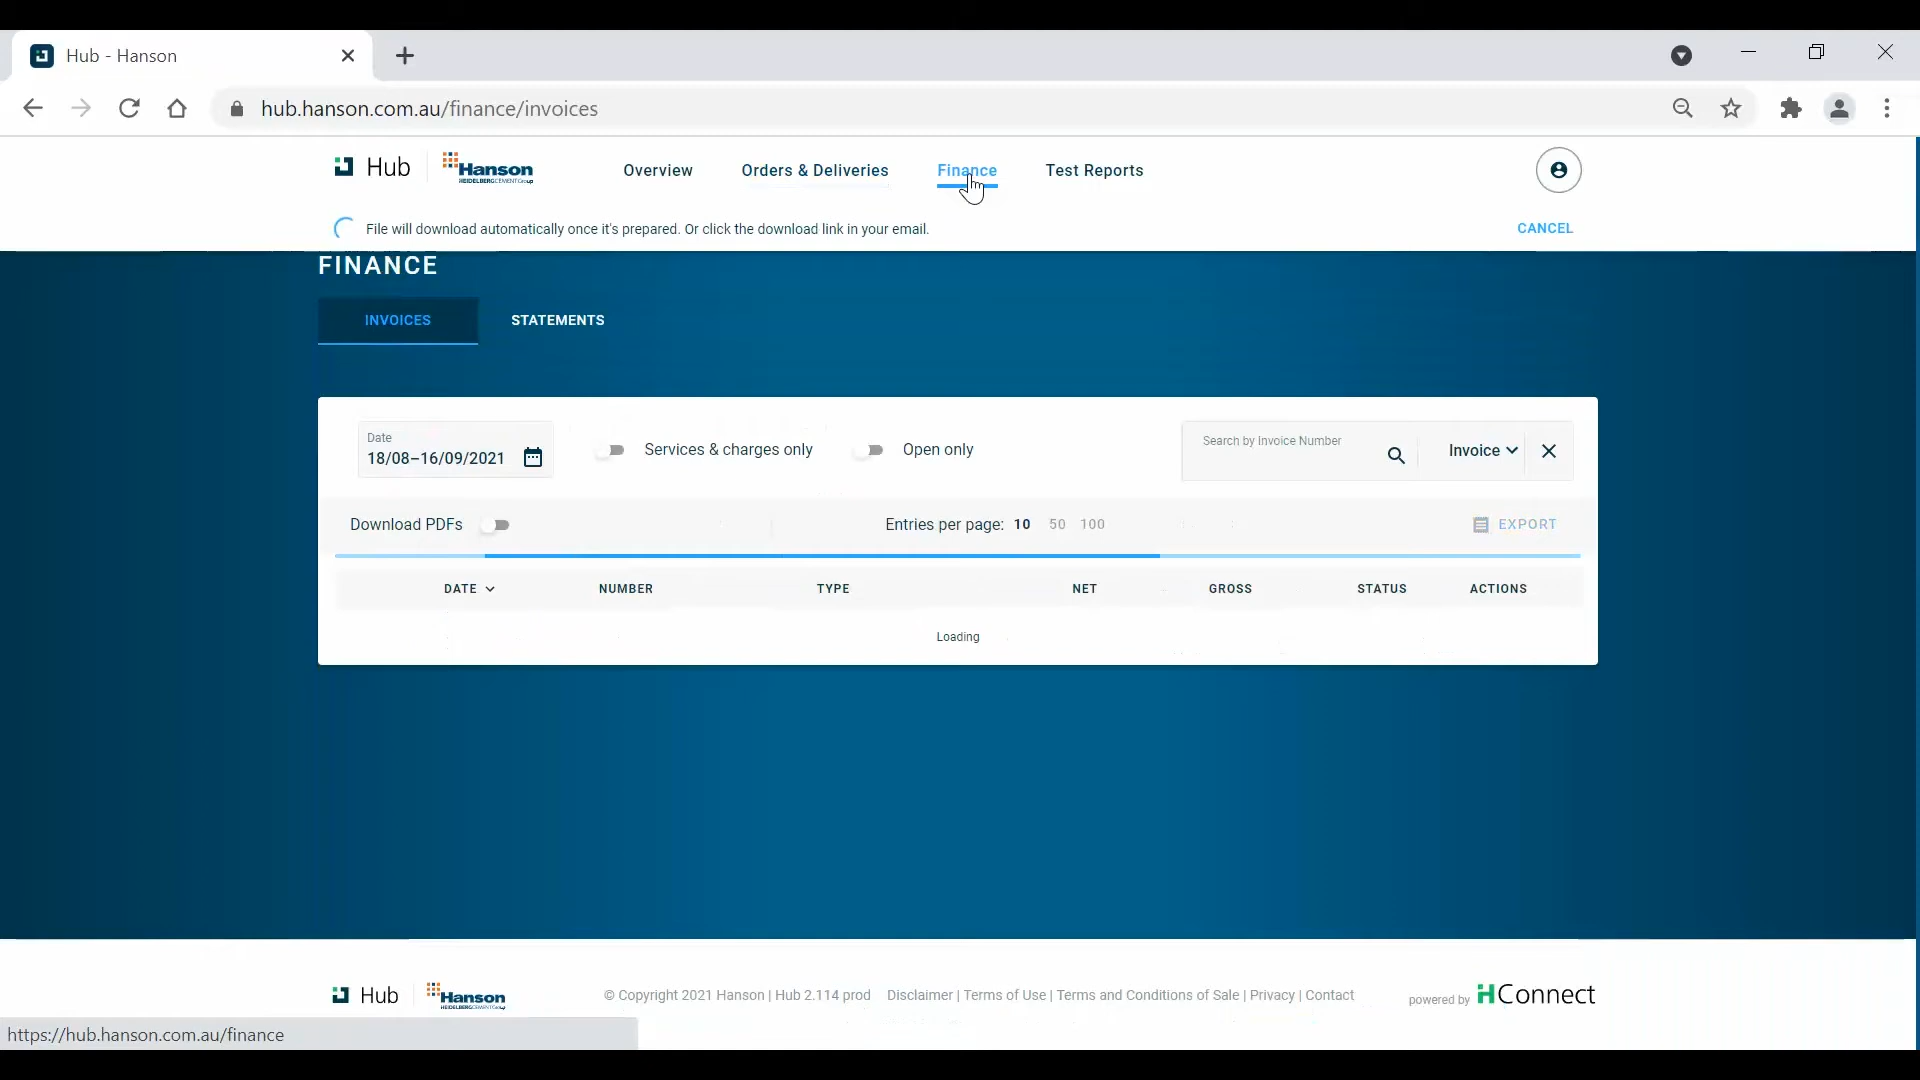 Hub - Hanson
hub.hanson.com.au/finance/invoices
Hub Hanson Overview Orders & Deliveries Finance Test Reports
HEIDELBERGCEMENTGroup
File will download automatically once it's prepared. Or click the download link in your email. CANCEL
FINANCE
INVOICES STATEMENTS
Date
18/08–16/09/2021
Services & charges only Open only
Search by Invoice Number
Invoice
Download PDFs Entries per page: 10 50 100 EXPORT
DATE NUMBER TYPE NET GROSS STATUS ACTIONS
Loading
Hub Hanson © Copyright 2021 Hanson | Hub 2.114 prod Disclaimer | Terms of Use | Terms and Conditions of Sale | Privacy | Contact powered by HConnect
HEIDELBERGCEMENTGroup
https://hub.hanson.com.au/finance